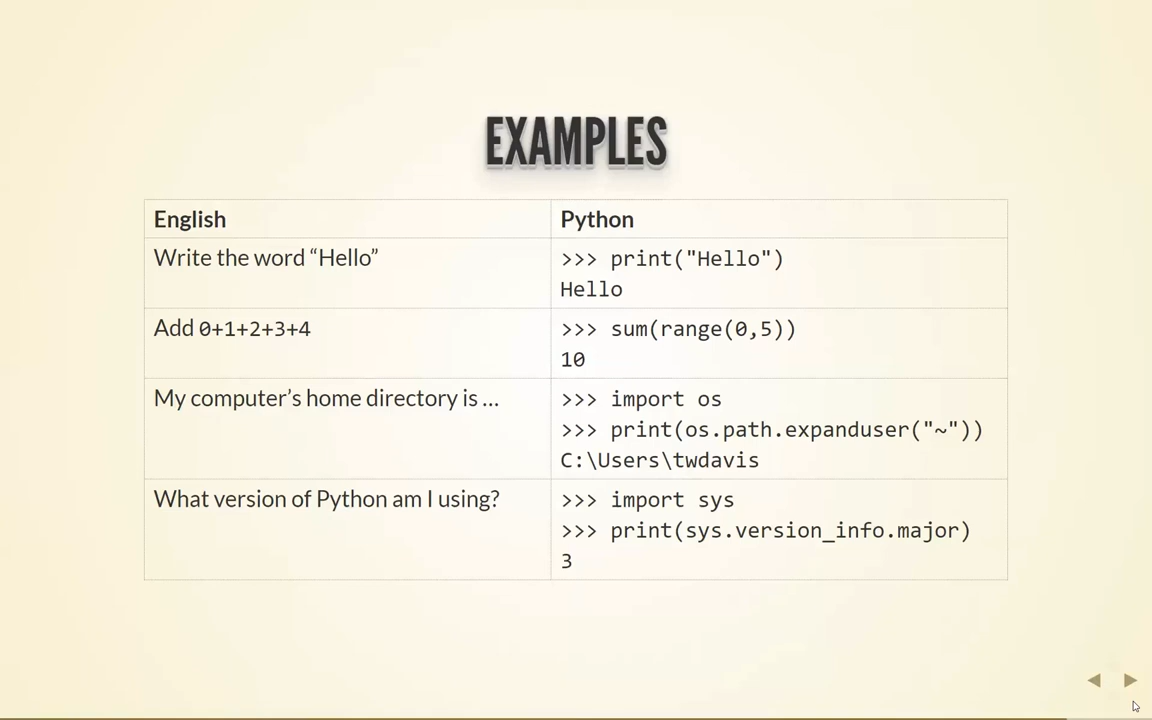 EXAMPLES
English
Python
Write the word “Hello”
>>> print("Hello")
Hello
Add 0+1+2+3+4
>>> sum(range(0,5))
10
My computer’s home directory is …
>>> import os
>>> print(os.path.expanduser("~"))
C:\Users\twdavis
What version of Python am I using?
>>> import sys
>>> print(sys.version_info.major)
3